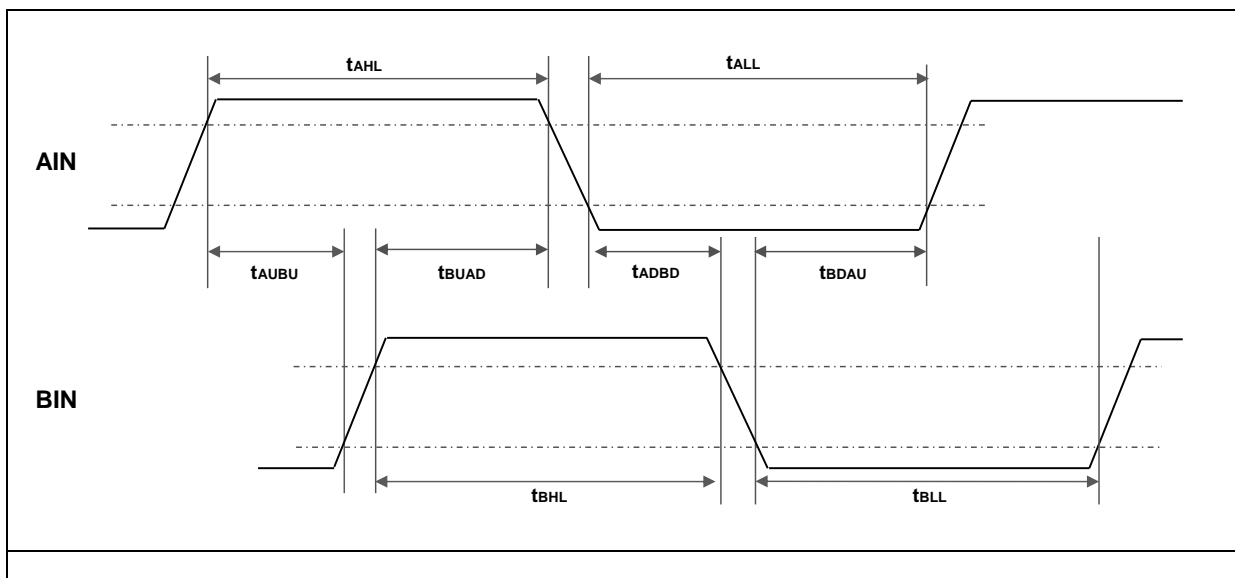 tAHL tALL
AIN
tAUBU tBUAD tADBD tBDAU
BIN
tBHL tBLL